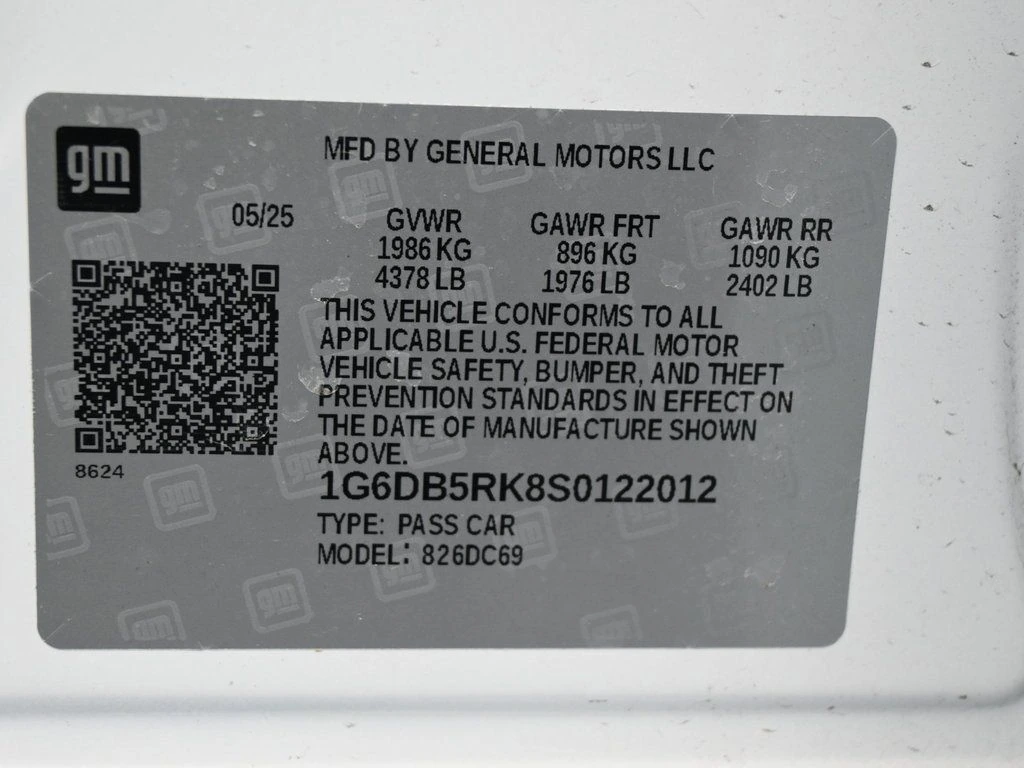 gm
MFD BY GENERAL MOTORS LLC
05/25 GVWR GAWR FRT GAWR RR
1986 KG 896 KG 1090 KG
4378 LB 1976 LB 2402 LB
THIS VEHICLE CONFORMS TO ALL
APPLICABLE U.S. FEDERAL MOTOR
VEHICLE SAFETY, BUMPER, AND THEFT
PREVENTION STANDARDS IN EFFECT ON
THE DATE OF MANUFACTURE SHOWN
ABOVE.
8624
1G6DB5RK8S0122012
TYPE: PASS CAR
MODEL: 826DC69